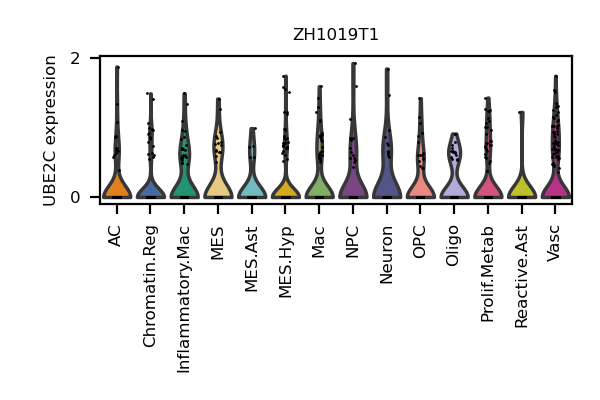 ZH1019T1
UBE2C expression
2
0
AC
Chromatin.Reg
Inflammatory.Mac
MES
MES.Ast
MES.Hyp
Mac
NPC
Neuron
OPC
Oligo
Prolif.Metab
Reactive.Ast
Vasc